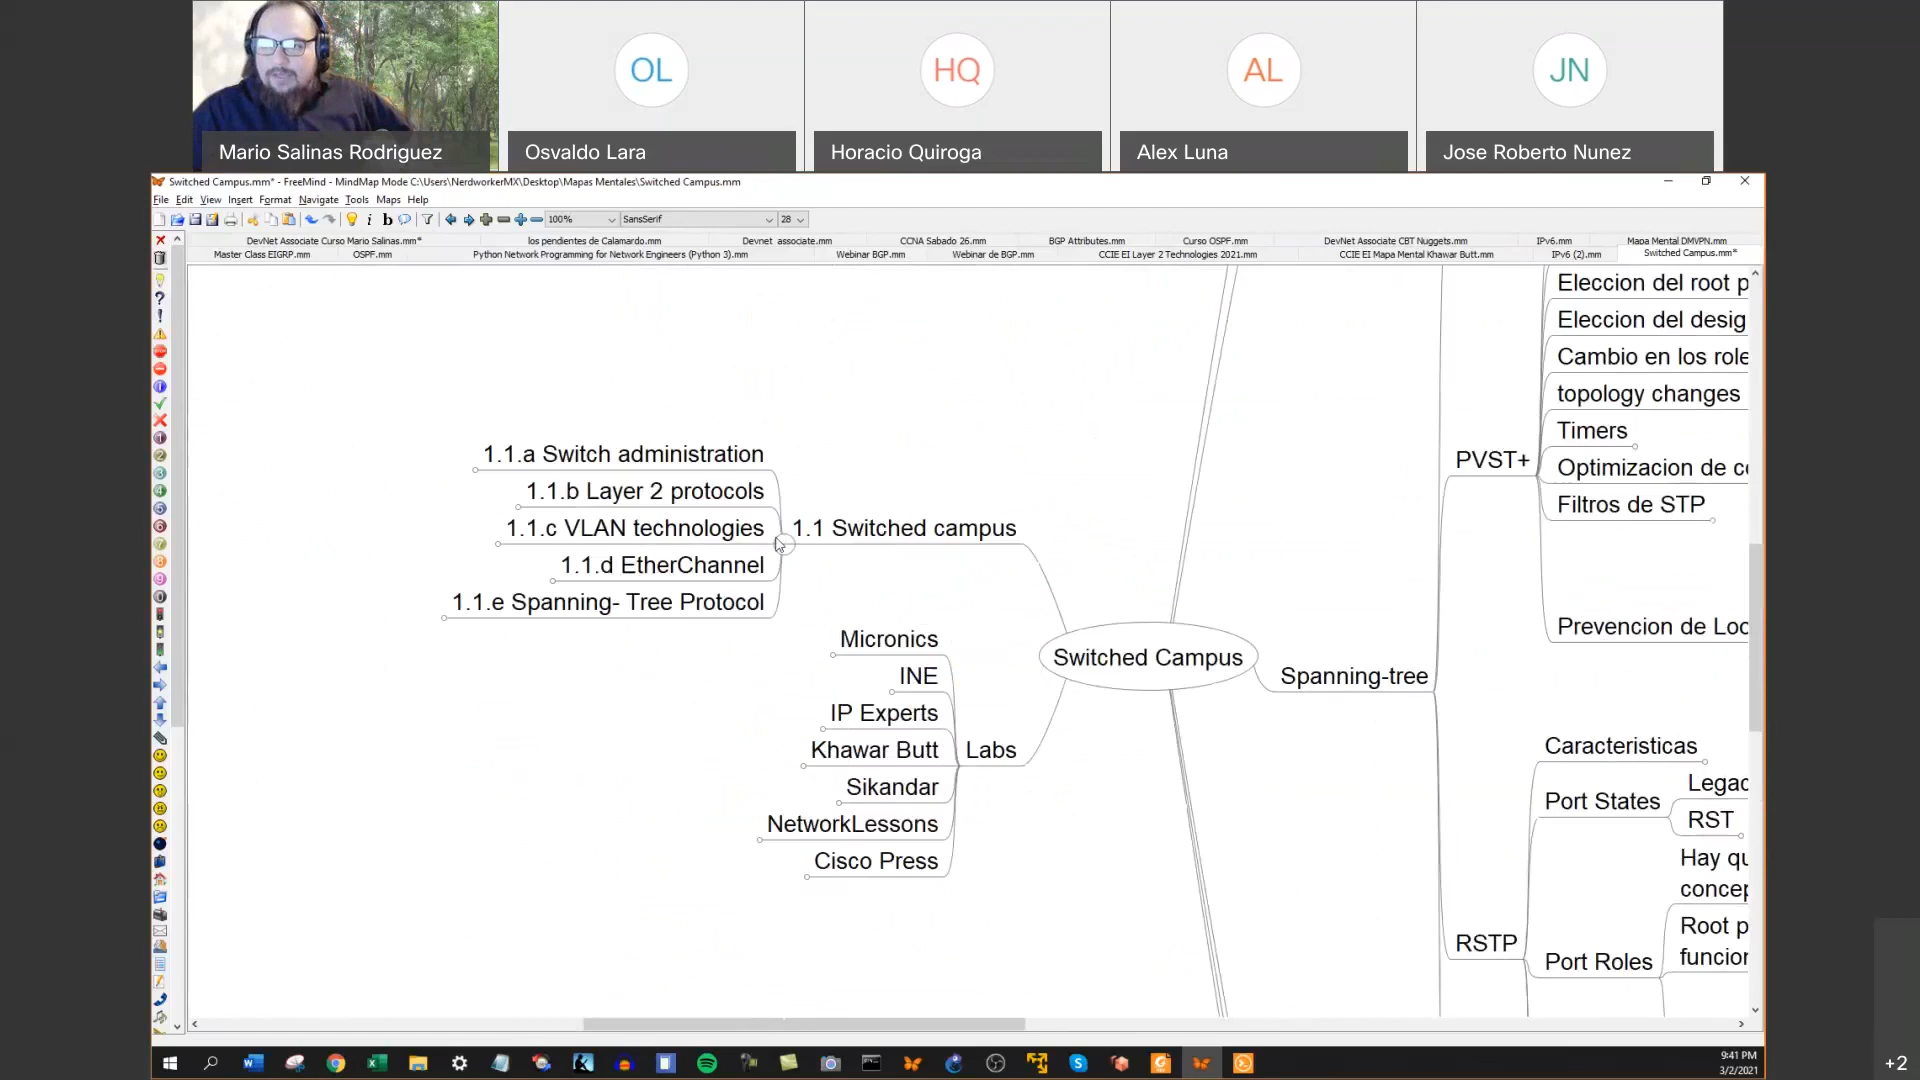 OL
HQ
AL
JN
Mario Salinas Rodriguez
Osvaldo Lara
Horacio Quiroga
Alex Luna
Jose Roberto Nunez
Switched Campus.mm* - FreeMind - MindMap Mode C:\Users\NerdworkerMX\Desktop\Mapas Mentales\Switched Campus.mm
File Edit View Insert Format Navigate Tools Maps Help
100% SansSerif 28
DevNet Associate Curso Mario Salinas.mm* los pendientes de Calamardo.mm Devnet associate.mm CCNA Sabado 26.mm BGP Attributes.mm Curso OSPF.mm DevNet Associate CBT Nuggets.mm IPv6.mm Mapa Mental DMVPN.mm
Master Class EIGRP.mm OSPF.mm Python Network Programming for Network Engineers (Python 3).mm Webinar BGP.mm Webinar de BGP.mm CCIE EI Layer 2 Technologies 2021.mm CCIE EI Mapa Mental Khawar Butt.mm IPv6 (2).mm Switched Campus.mm*
1.1.a Switch administration
1.1.b Layer 2 protocols
1.1.c VLAN technologies
1.1.d EtherChannel
1.1.e Spanning- Tree Protocol
1.1 Switched campus
Micronics
INE
IP Experts
Khawar Butt
Sikandar
NetworkLessons
Cisco Press
Labs
Switched Campus
Spanning-tree
PVST+
Eleccion del root p
Eleccion del desig
Cambio en los role
topology changes
Timers
Optimizacion de c
Filtros de STP
Prevencion de Loo
RSTP
Caracteristicas
Port States
Legac
RST
Port Roles
Hay qu
concep
Root p
funcion
9:41 PM
3/2/2021
+2